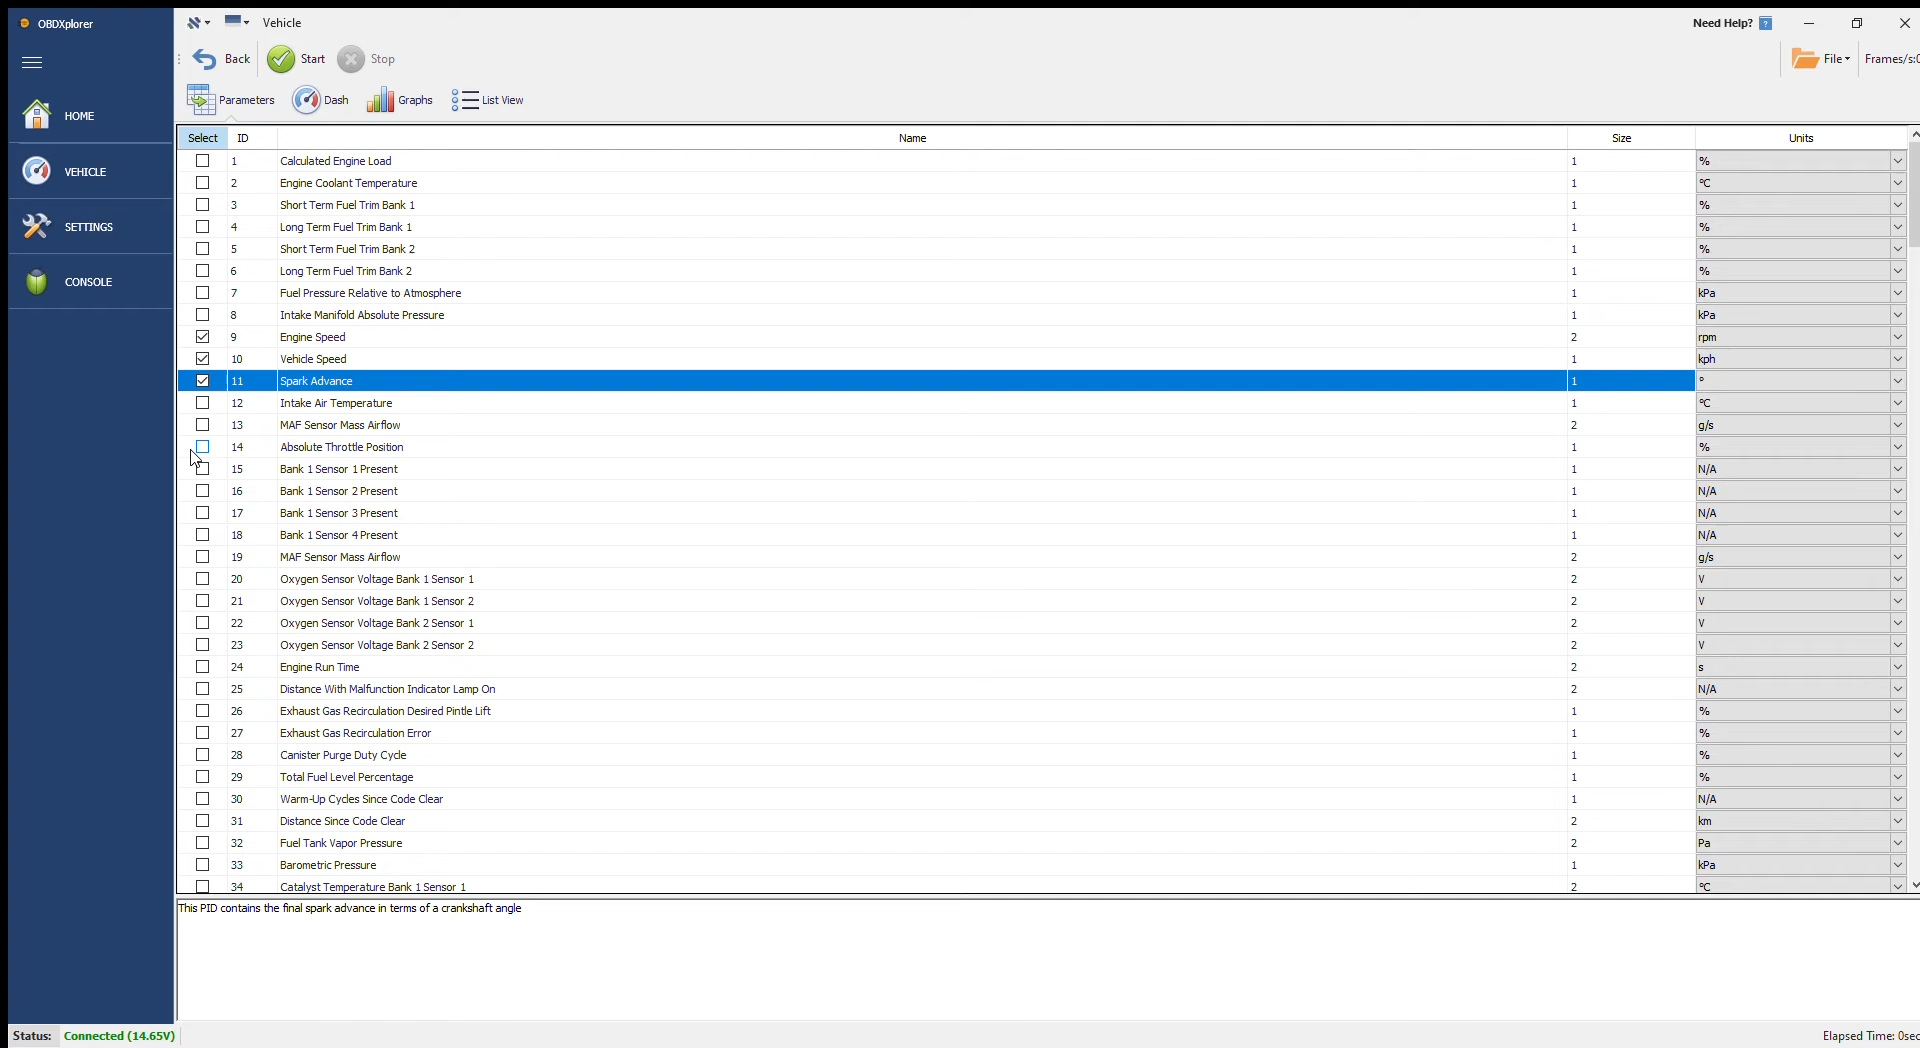 OBDXplorer
Vehicle
Need Help? ?
Back Start Stop
File Frames/s:0
HOME
Parameters Dash Graphs List View
VEHICLE
SETTINGS
CONSOLE
Select ID Name Size Units
1 Calculated Engine Load 1 %
2 Engine Coolant Temperature 1 °C
3 Short Term Fuel Trim Bank 1 1 %
4 Long Term Fuel Trim Bank 1 1 %
5 Short Term Fuel Trim Bank 2 1 %
6 Long Term Fuel Trim Bank 2 1 %
7 Fuel Pressure Relative to Atmosphere 1 kPa
8 Intake Manifold Absolute Pressure 1 kPa
9 Engine Speed 2 rpm
10 Vehicle Speed 1 kph
11 Spark Advance 1 °
12 Intake Air Temperature 1 °C
13 MAF Sensor Mass Airflow 2 g/s
14 Absolute Throttle Position 1 %
15 Bank 1 Sensor 1 Present 1 N/A
16 Bank 1 Sensor 2 Present 1 N/A
17 Bank 1 Sensor 3 Present 1 N/A
18 Bank 1 Sensor 4 Present 1 N/A
19 MAF Sensor Mass Airflow 2 g/s
20 Oxygen Sensor Voltage Bank 1 Sensor 1 2 V
21 Oxygen Sensor Voltage Bank 1 Sensor 2 2 V
22 Oxygen Sensor Voltage Bank 2 Sensor 1 2 V
23 Oxygen Sensor Voltage Bank 2 Sensor 2 2 V
24 Engine Run Time 2 s
25 Distance With Malfunction Indicator Lamp On 2 N/A
26 Exhaust Gas Recirculation Desired Pintle Lift 1 %
27 Exhaust Gas Recirculation Error 1 %
28 Canister Purge Duty Cycle 1 %
29 Total Fuel Level Percentage 1 %
30 Warm-Up Cycles Since Code Clear 1 N/A
31 Distance Since Code Clear 2 km
32 Fuel Tank Vapor Pressure 2 Pa
33 Barometric Pressure 1 kPa
34 Catalyst Temperature Bank 1 Sensor 1 2 °C
This PID contains the final spark advance in terms of a crankshaft angle
Status: Connected (14.65V)
Elapsed Time: 0sec